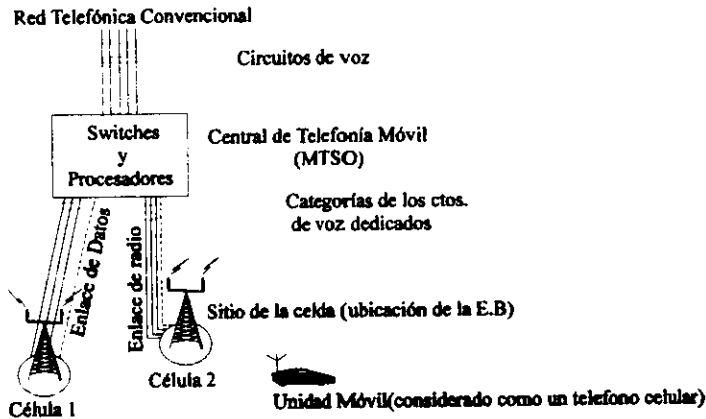 Red Telefónica Convencional
Circuitos de voz
Switches
y
Procesadores
Central de Telefonía Móvil
(MTSO)
Categorías de los ctos.
de voz dedicados
Enlace de Datos
Enlace de radio
Sitio de la celda (ubicación de la E.B)
Célula 2
Célula 1
Unidad Móvil(considerado como un telefono celular)